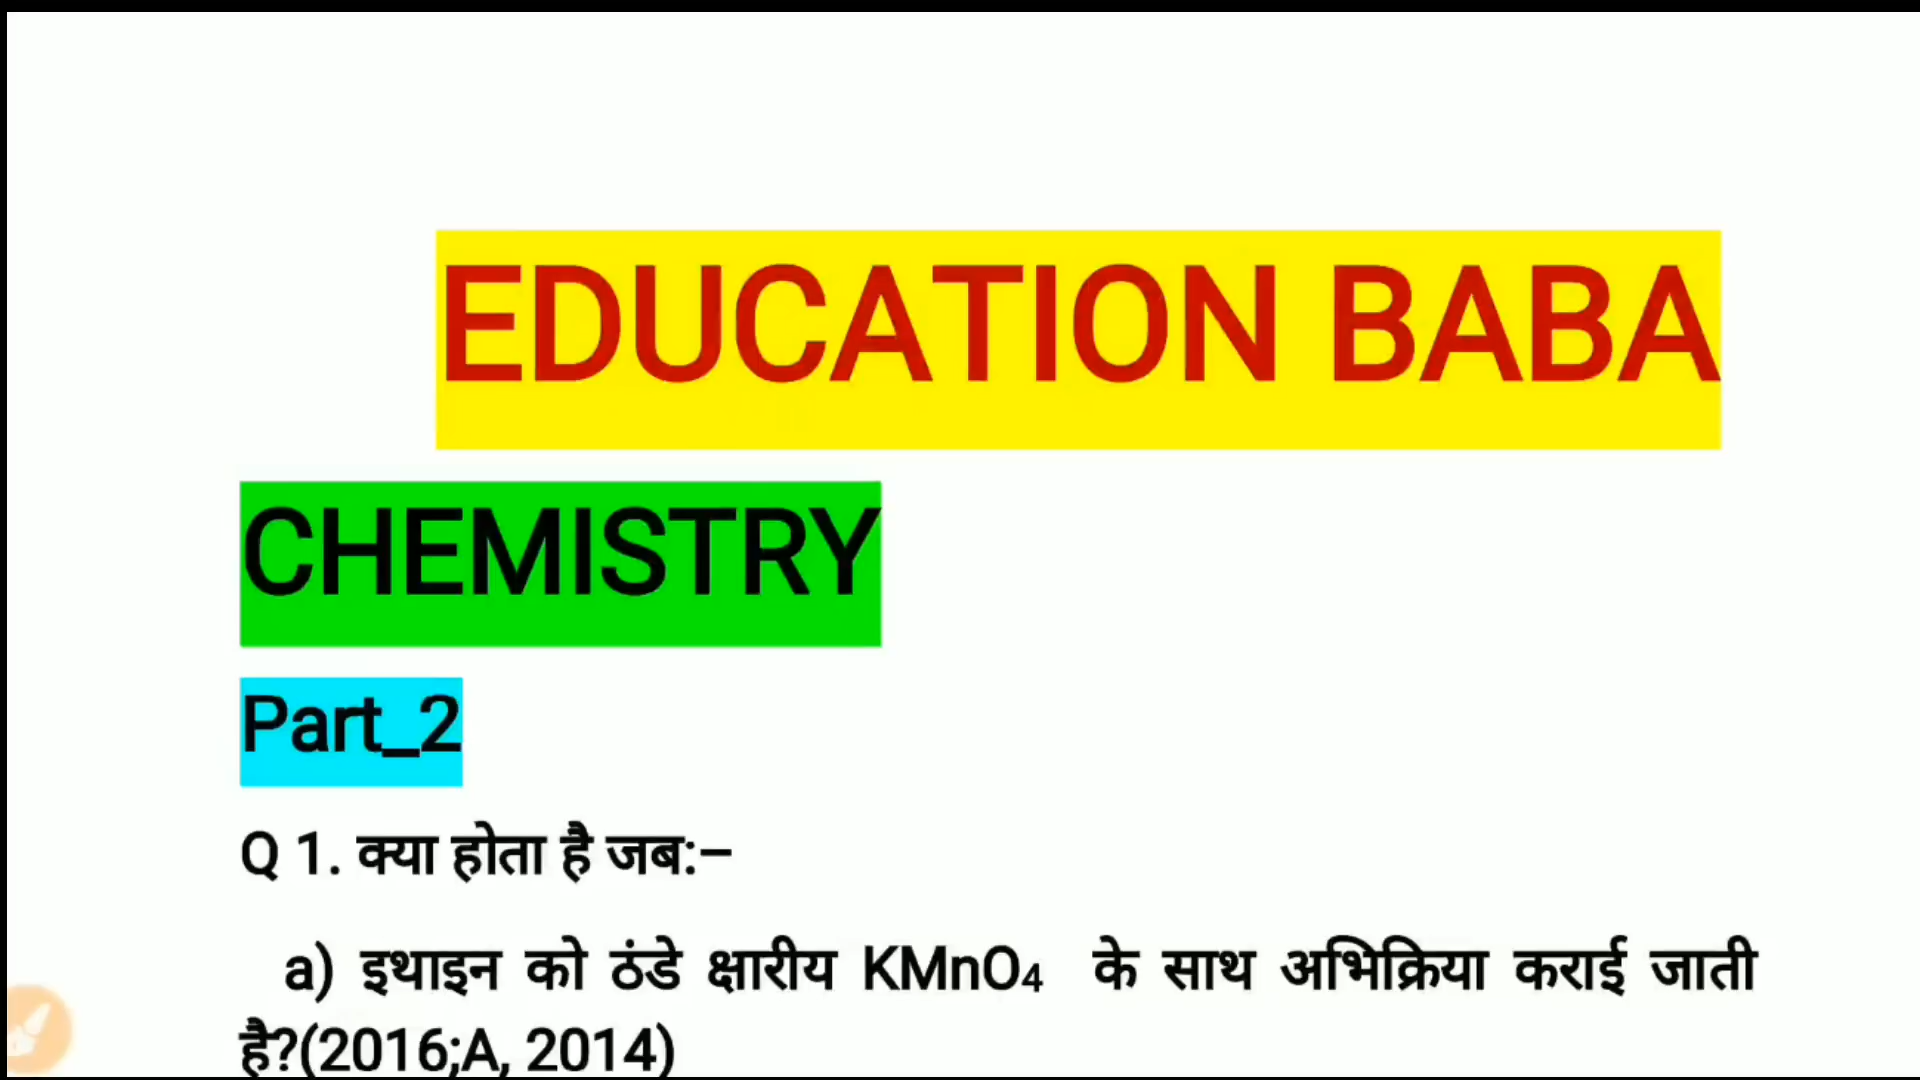 EDUCATION BABA
CHEMISTRY
Part_2
Q 1. क्या होता है जब:–
a) इथाइन को ठंडे क्षारीय KMnO₄ के साथ अभिक्रिया कराई जाती
है?(2016;A, 2014)